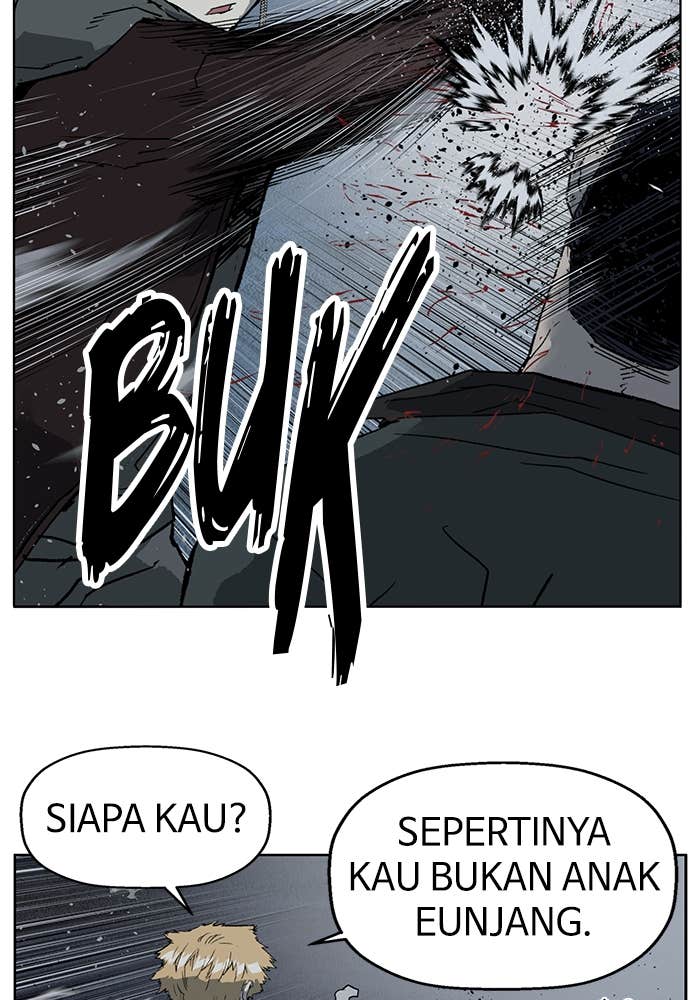 BUK
SIAPA KAU?
SEPERTINYA
KAU BUKAN ANAK
EUNJANG.